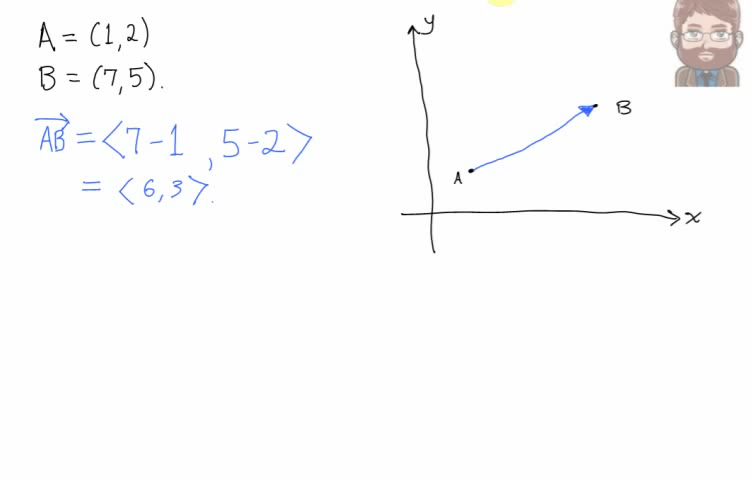 A = (1,2)
B = (7,5).
AB = <7-1 , 5-2>
= <6,3>.
y
B
A
x